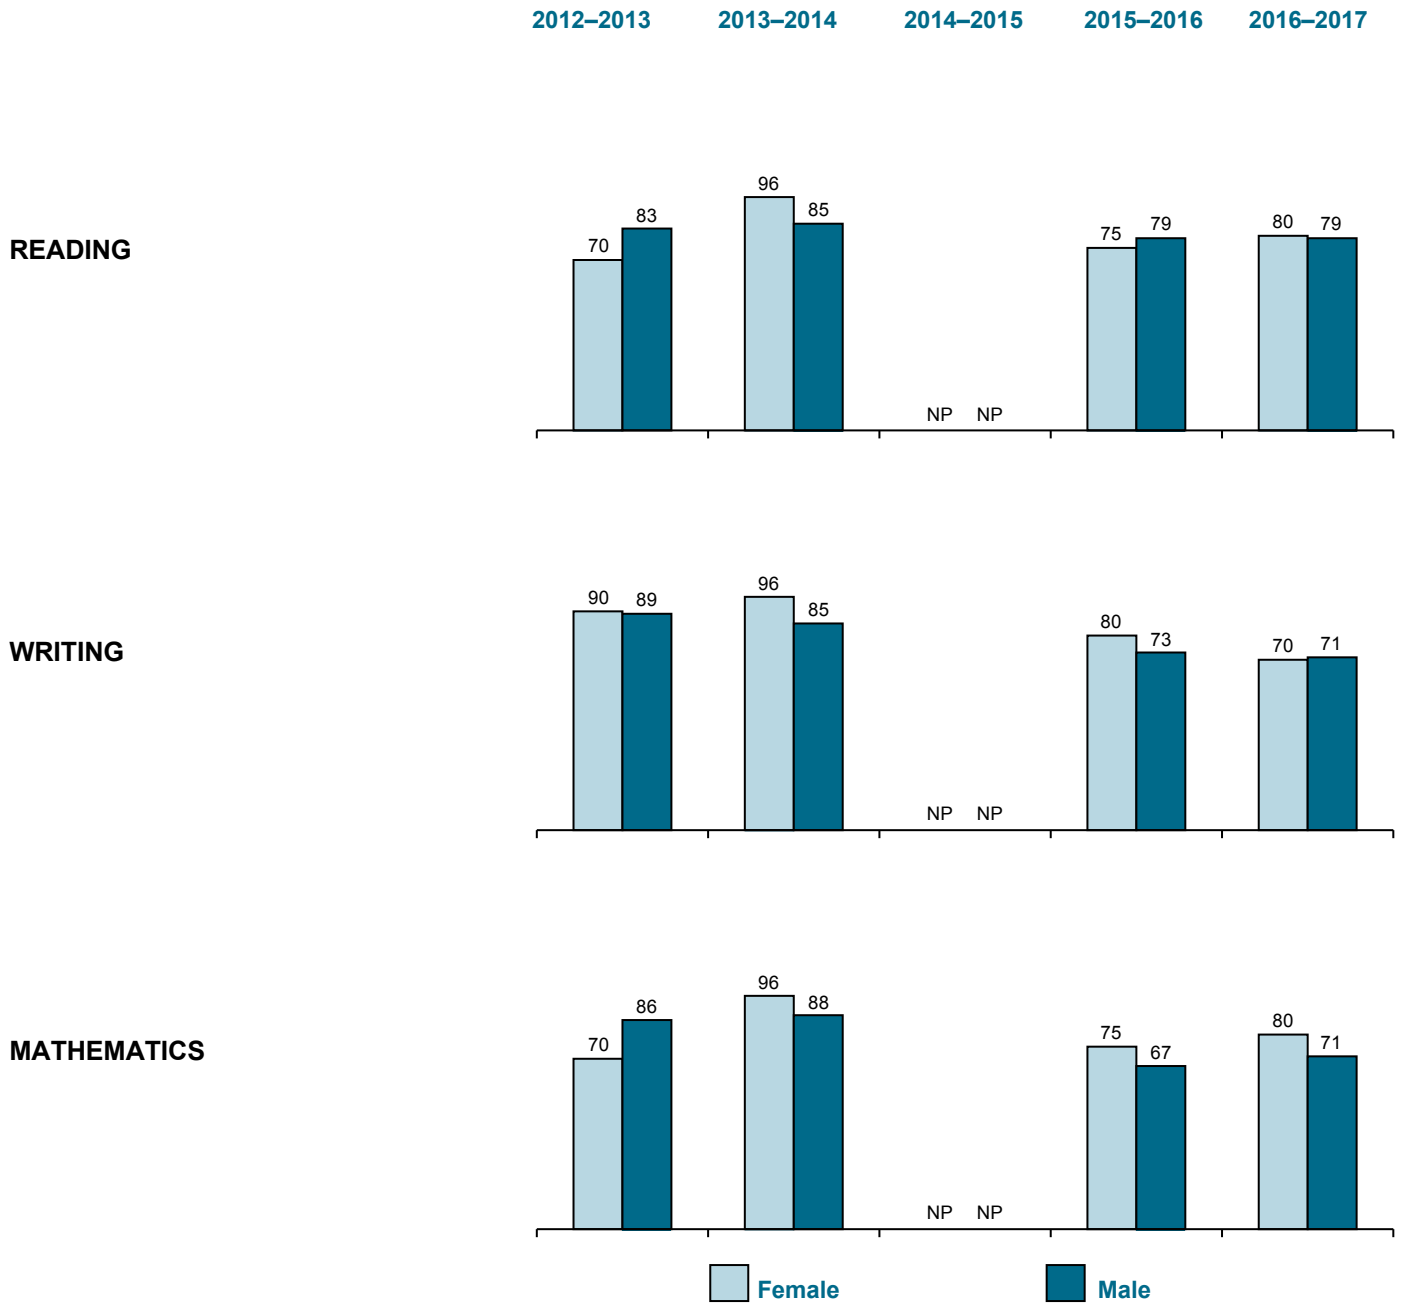 2012–2013 2013–2014 2014–2015 2015–2016 2016–2017
READING
70 83 96 85 NP NP 75 79 80 79
WRITING
90 89 96 85 NP NP 80 73 70 71
MATHEMATICS
70 86 96 88 NP NP 75 67 80 71
Female Male